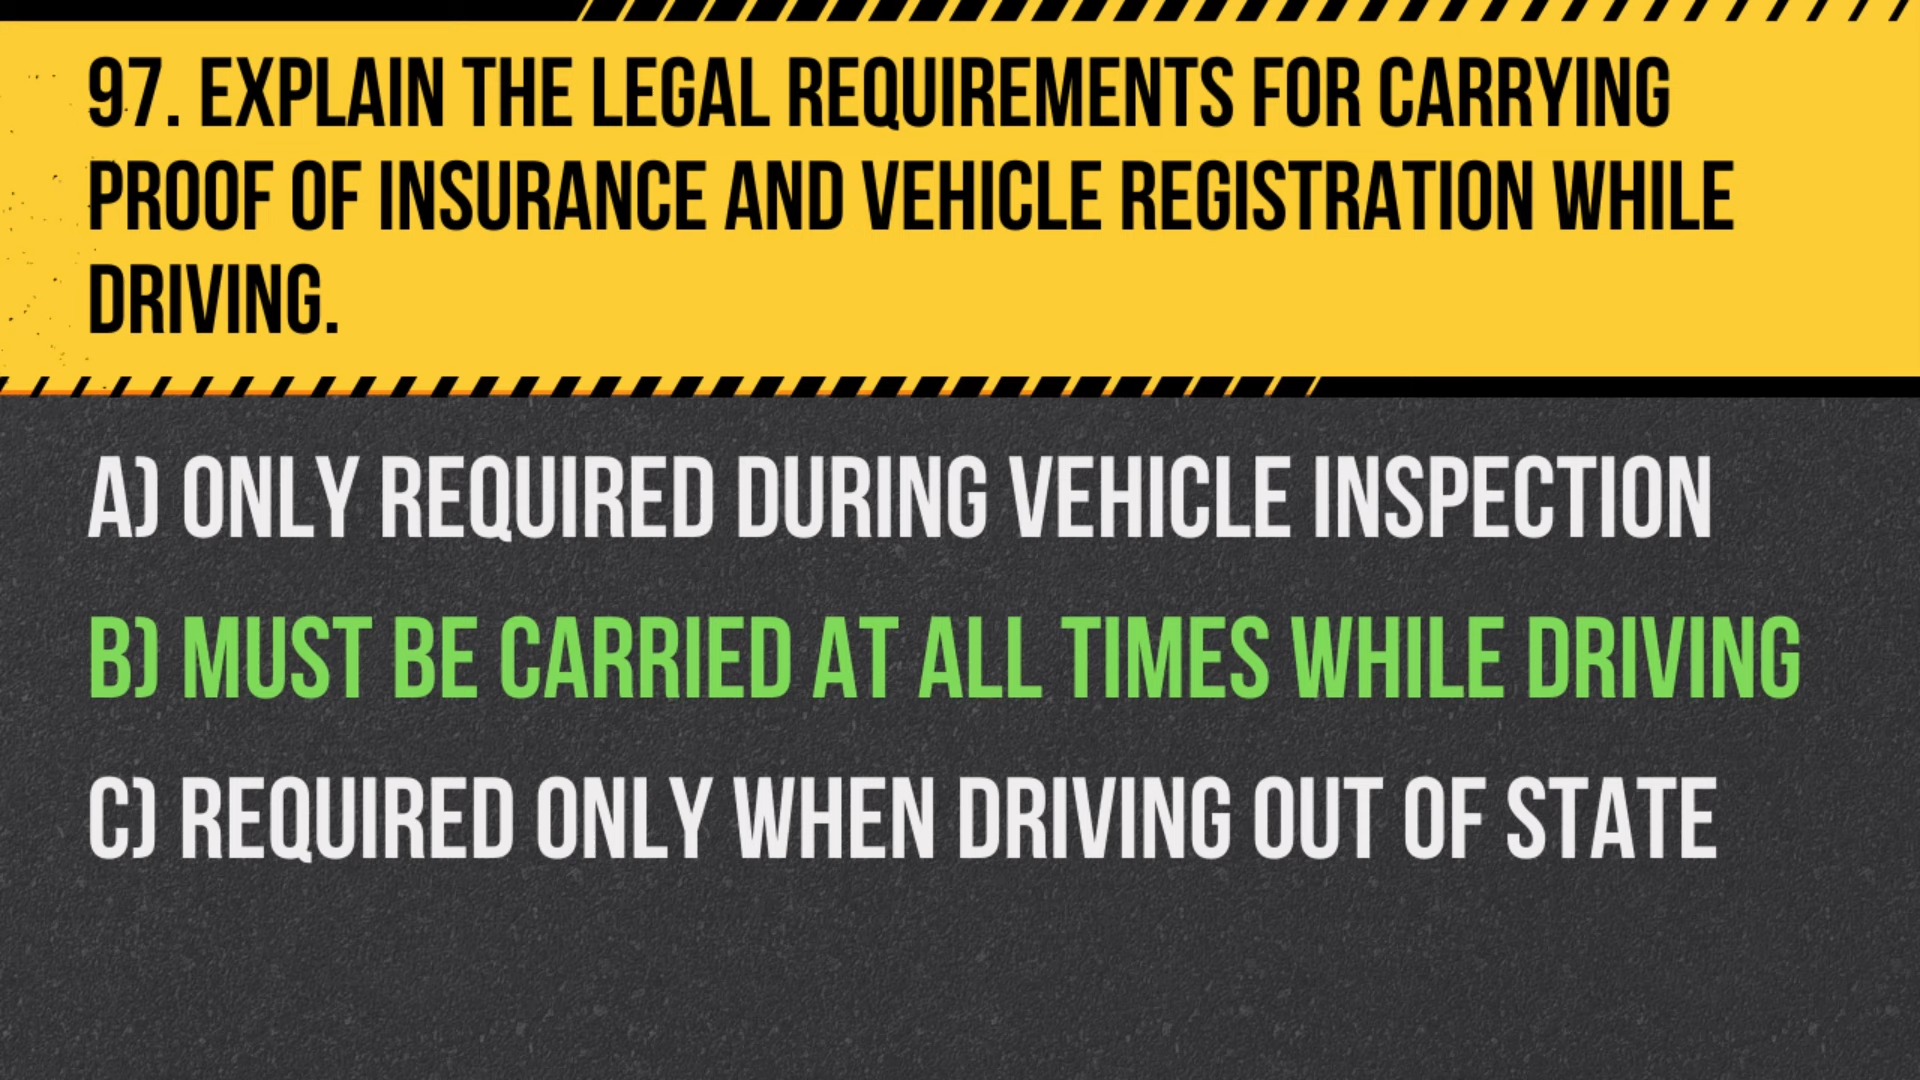 97. EXPLAIN THE LEGAL REQUIREMENTS FOR CARRYING
PROOF OF INSURANCE AND VEHICLE REGISTRATION WHILE
DRIVING.
A) ONLY REQUIRED DURING VEHICLE INSPECTION
B) MUST BE CARRIED AT ALL TIMES WHILE DRIVING
C) REQUIRED ONLY WHEN DRIVING OUT OF STATE